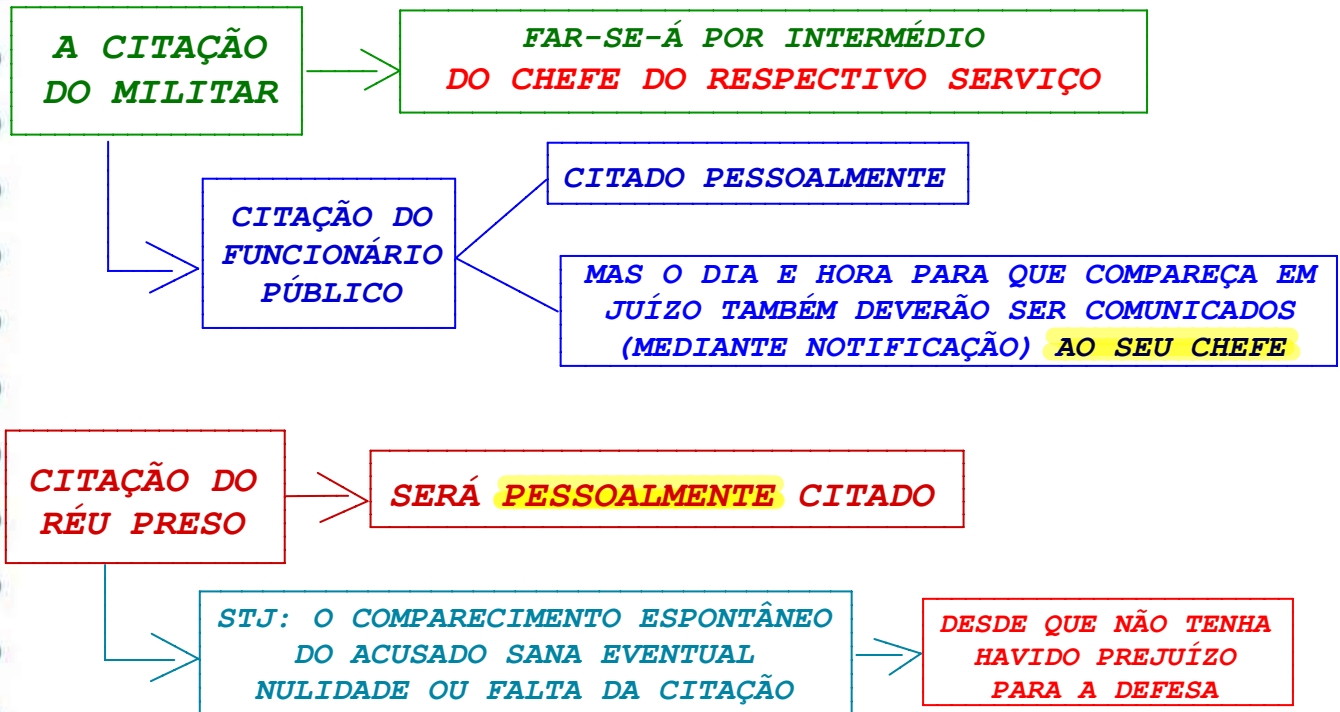 A CITAÇÃO
DO MILITAR
FAR-SE-Á POR INTERMÉDIO
DO CHEFE DO RESPECTIVO SERVIÇO
CITAÇÃO DO
FUNCIONÁRIO
PÚBLICO
CITADO PESSOALMENTE
MAS O DIA E HORA PARA QUE COMPAREÇA EM
JUÍZO TAMBÉM DEVERÃO SER COMUNICADOS
(MEDIANTE NOTIFICAÇÃO) AO SEU CHEFE
CITAÇÃO DO
RÉU PRESO
SERÁ PESSOALMENTE CITADO
STJ: O COMPARECIMENTO ESPONTÂNEO
DO ACUSADO SANA EVENTUAL
NULIDADE OU FALTA DA CITAÇÃO
DESDE QUE NÃO TENHA
HAVIDO PREJUÍZO
PARA A DEFESA